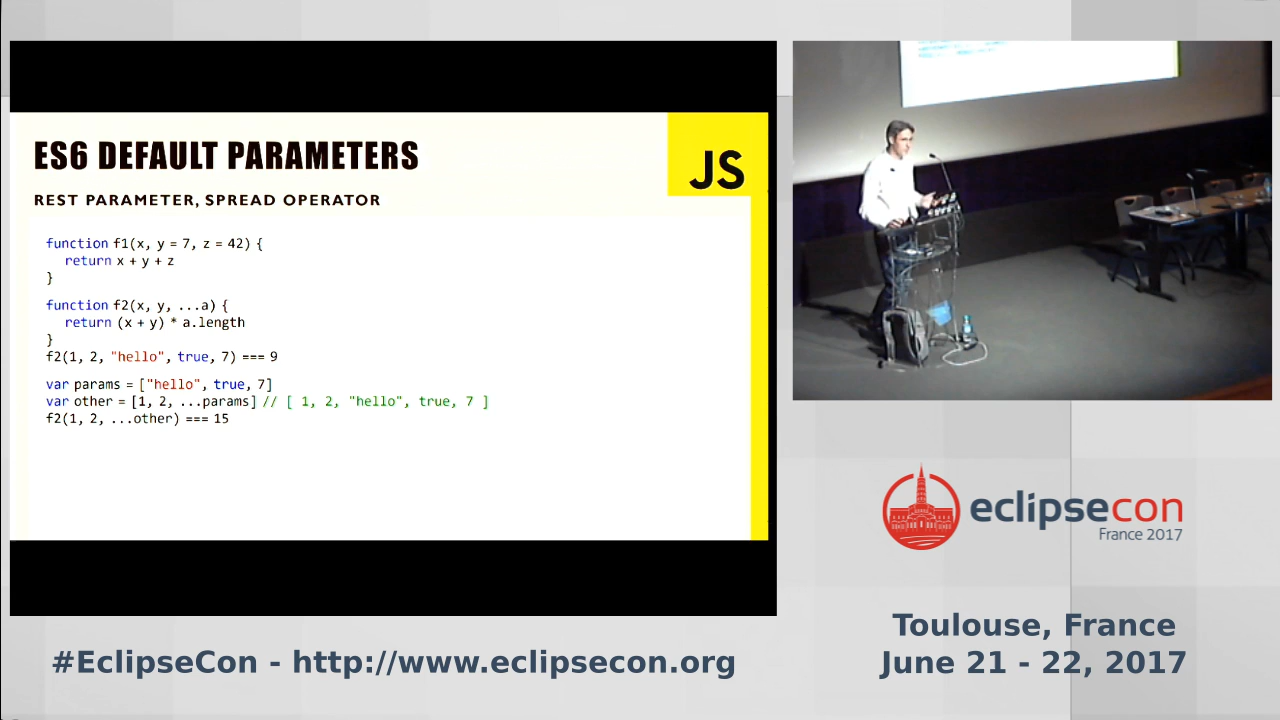 ES6 DEFAULT PARAMETERS
JS
REST PARAMETER, SPREAD OPERATOR
function f1(x, y = 7, z = 42) {
return x + y + z
}
function f2(x, y, ...a) {
return (x + y) * a.length
}
f2(1, 2, "hello", true, 7) === 9
var params = ["hello", true, 7]
var other = [1, 2, ...params] // [ 1, 2, "hello", true, 7 ]
f2(1, 2, ...other) === 15
eclipsecon
France 2017
Toulouse, France
June 21 - 22, 2017
#EclipseCon - http://www.eclipsecon.org